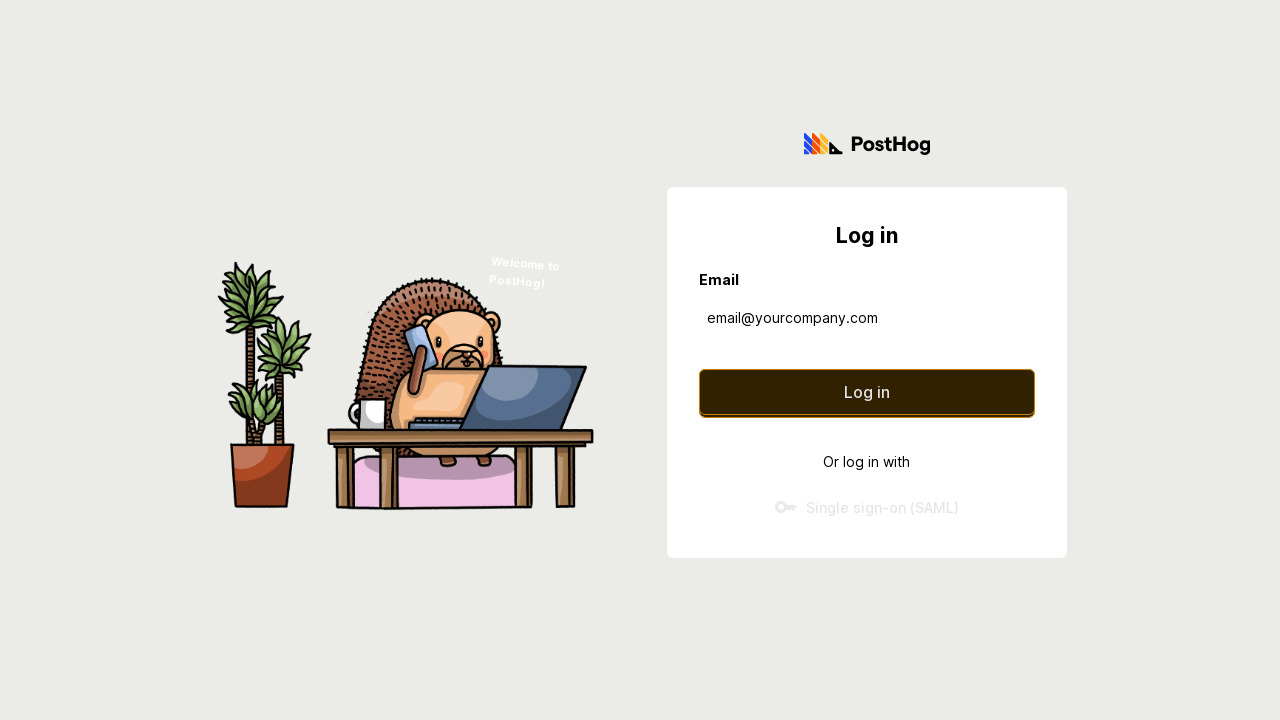 PostHog
Log in
Welcome to
PostHog!
Email
email@yourcompany.com
Log in
Or log in with
Single sign-on (SAML)